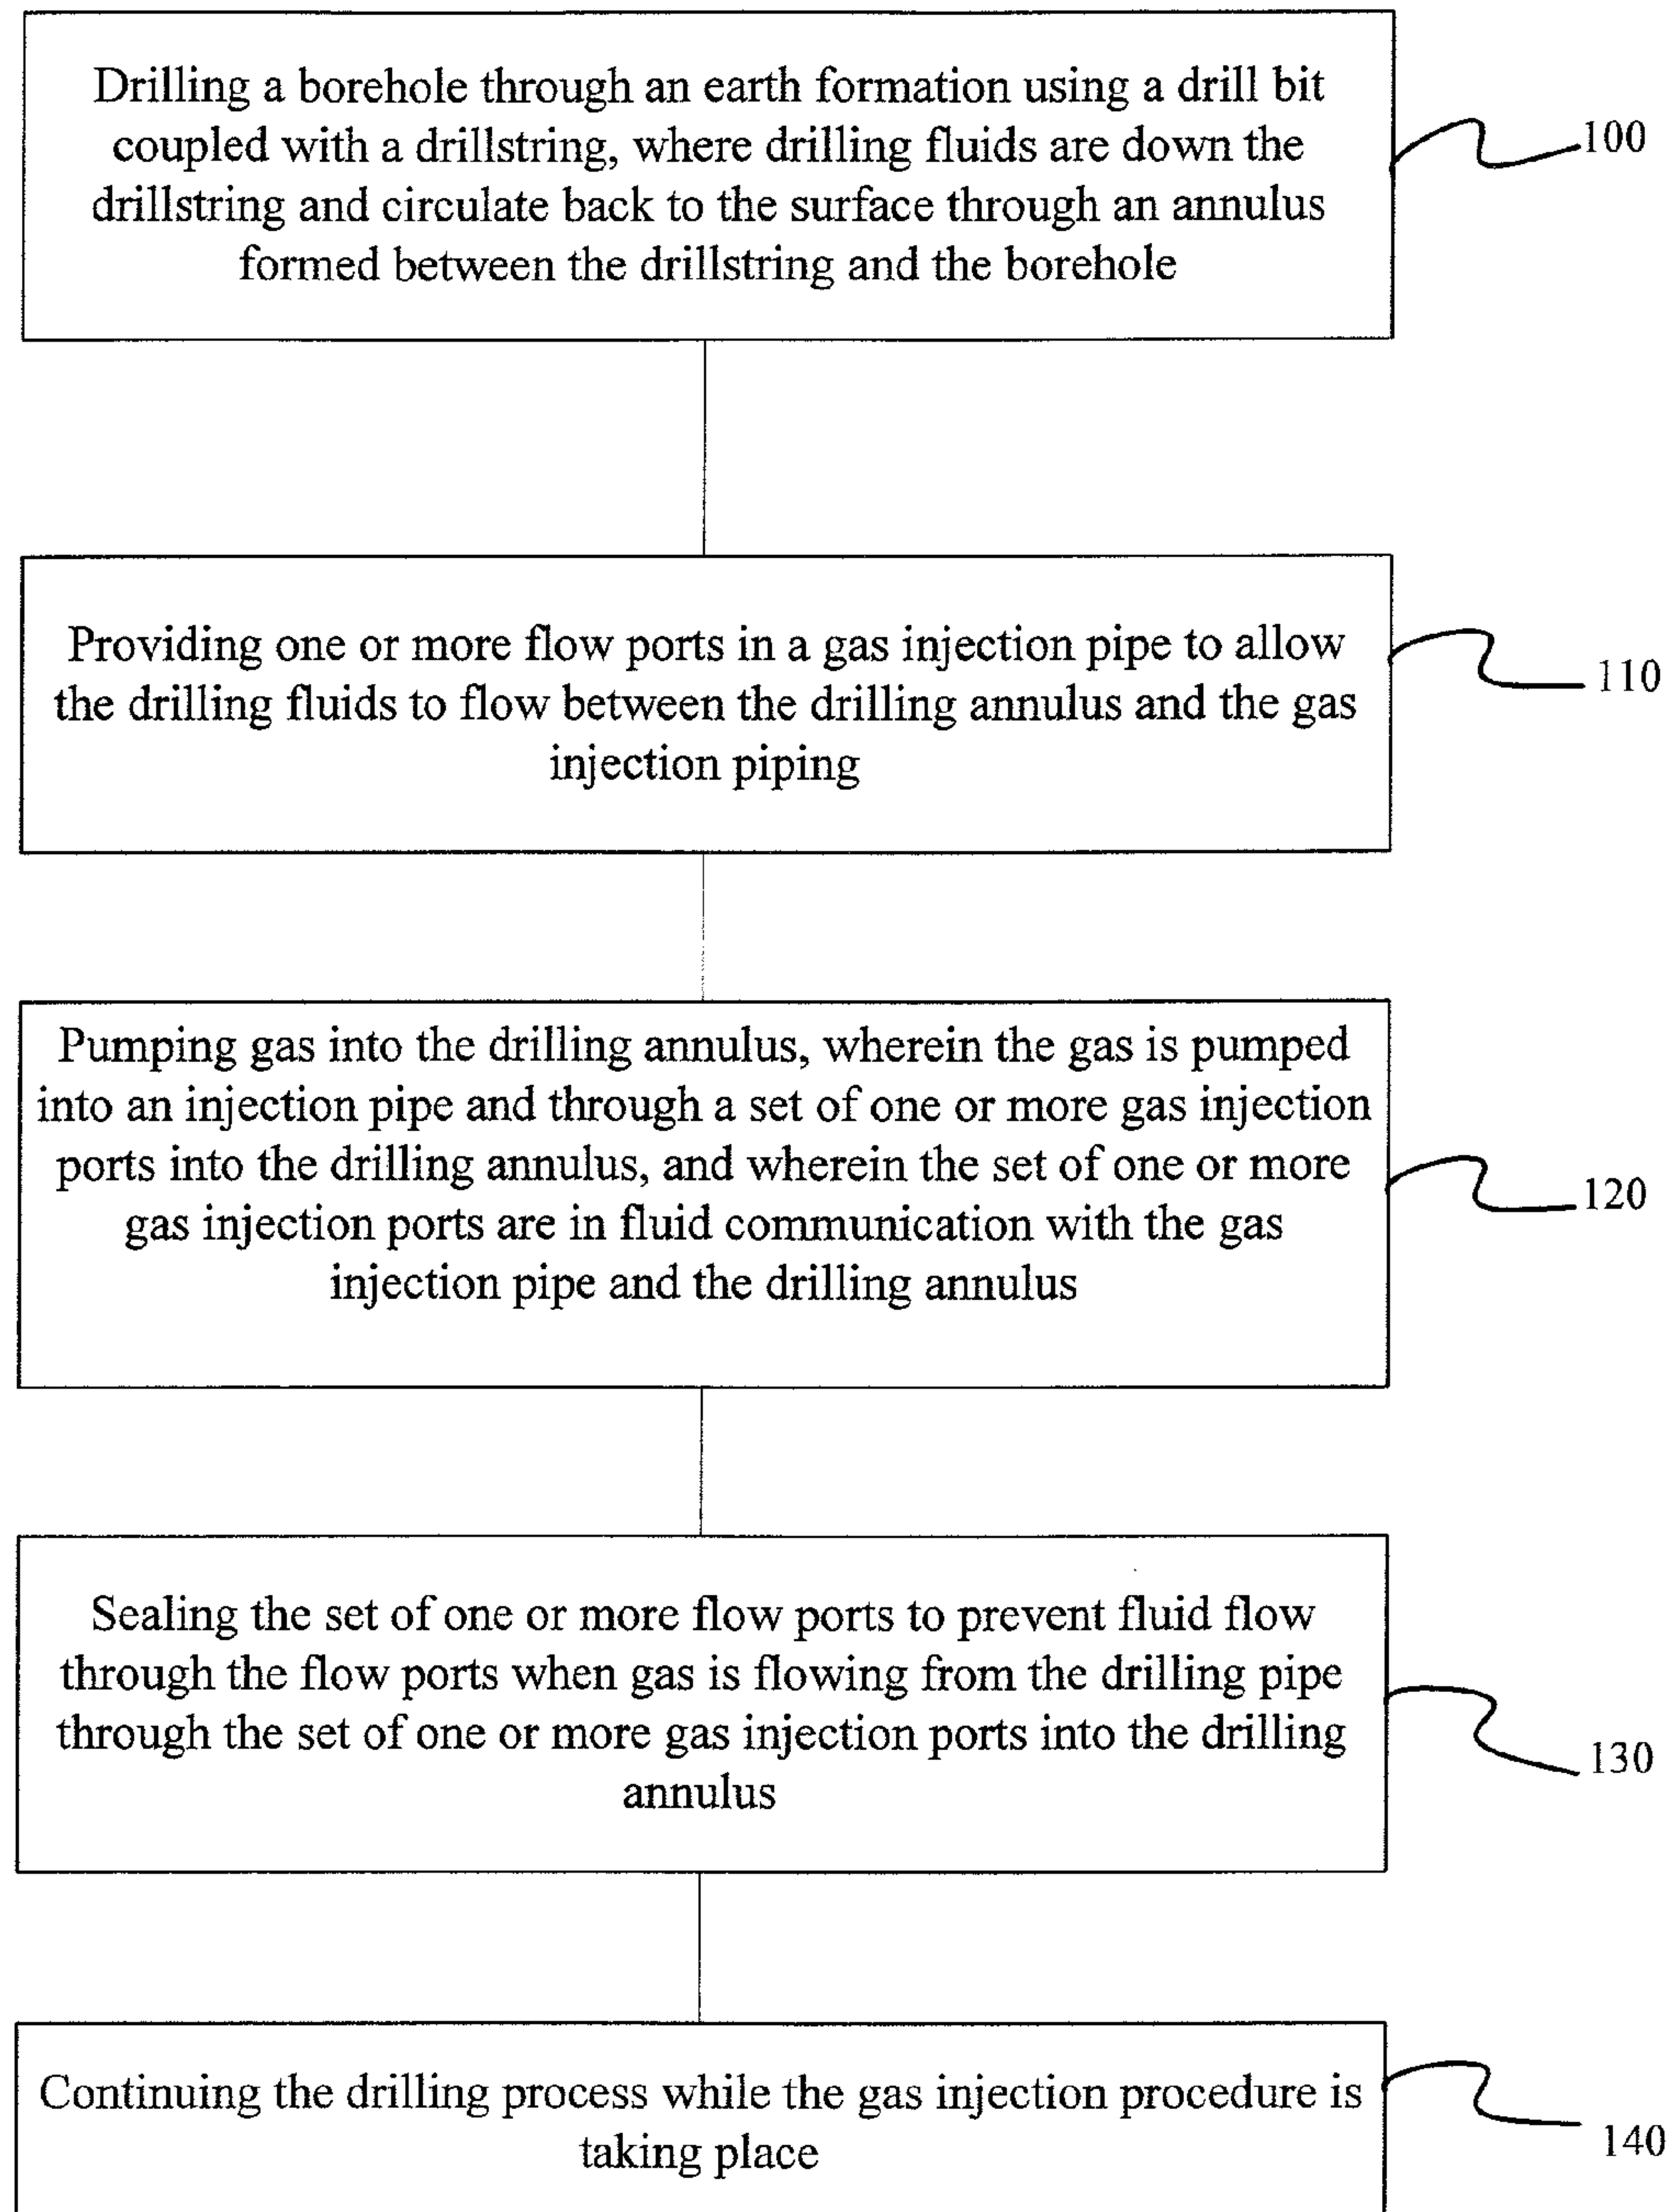 Drilling a borehole through an earth formation using a drill bit
coupled with a drillstring, where drilling fluids are down the
drillstring and circulate back to the surface through an annulus
formed between the drillstring and the borehole
100
Providing one or more flow ports in a gas injection pipe to allow
the drilling fluids to flow between the drilling annulus and the gas
injection piping
110
Pumping gas into the drilling annulus, wherein the gas is pumped
into an injection pipe and through a set of one or more gas injection
ports into the drilling annulus, and wherein the set of one or more
gas injection ports are in fluid communication with the gas
injection pipe and the drilling annulus
120
Sealing the set of one or more flow ports to prevent fluid flow
through the flow ports when gas is flowing from the drilling pipe
through the set of one or more gas injection ports into the drilling
annulus
130
Continuing the drilling process while the gas injection procedure is
taking place
140